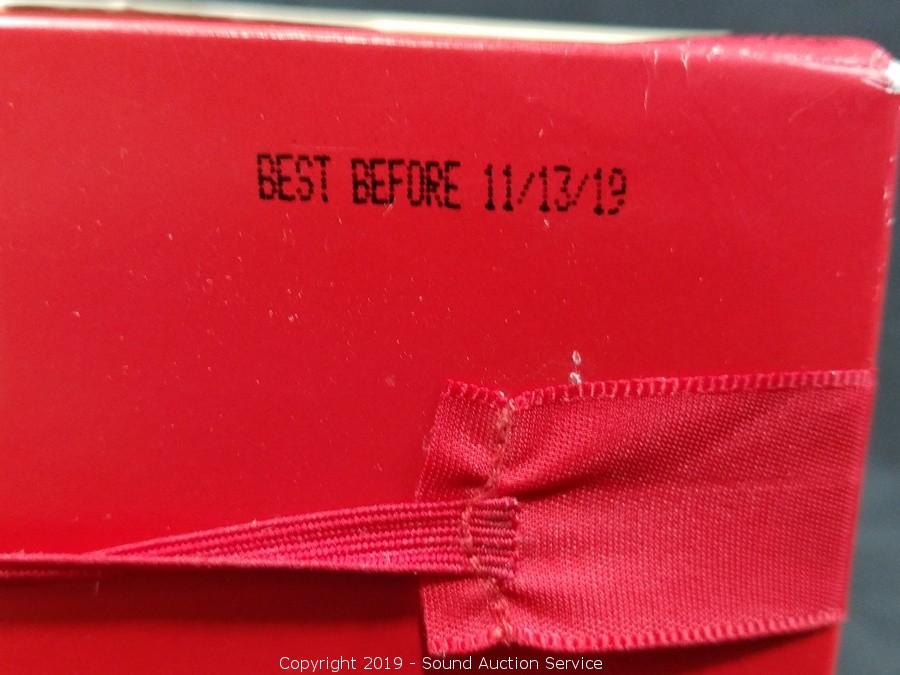 BEST BEFORE 11/13/19
Copyright 2019 - Sound Auction Service